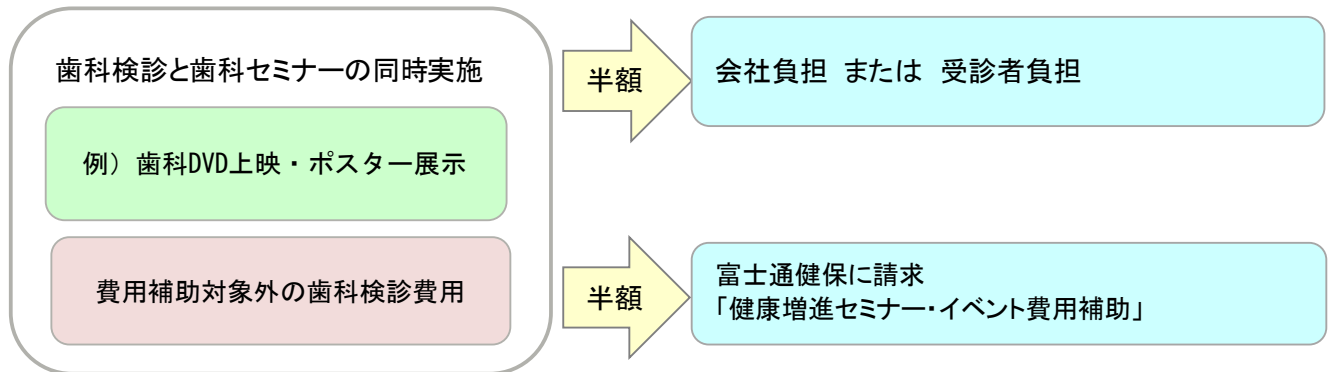 歯科検診と歯科セミナーの同時実施
例）歯科DVD上映・ポスター展示
費用補助対象外の歯科検診費用
半額
会社負担 または 受診者負担
半額
富士通健保に請求
「健康増進セミナー・イベント費用補助」